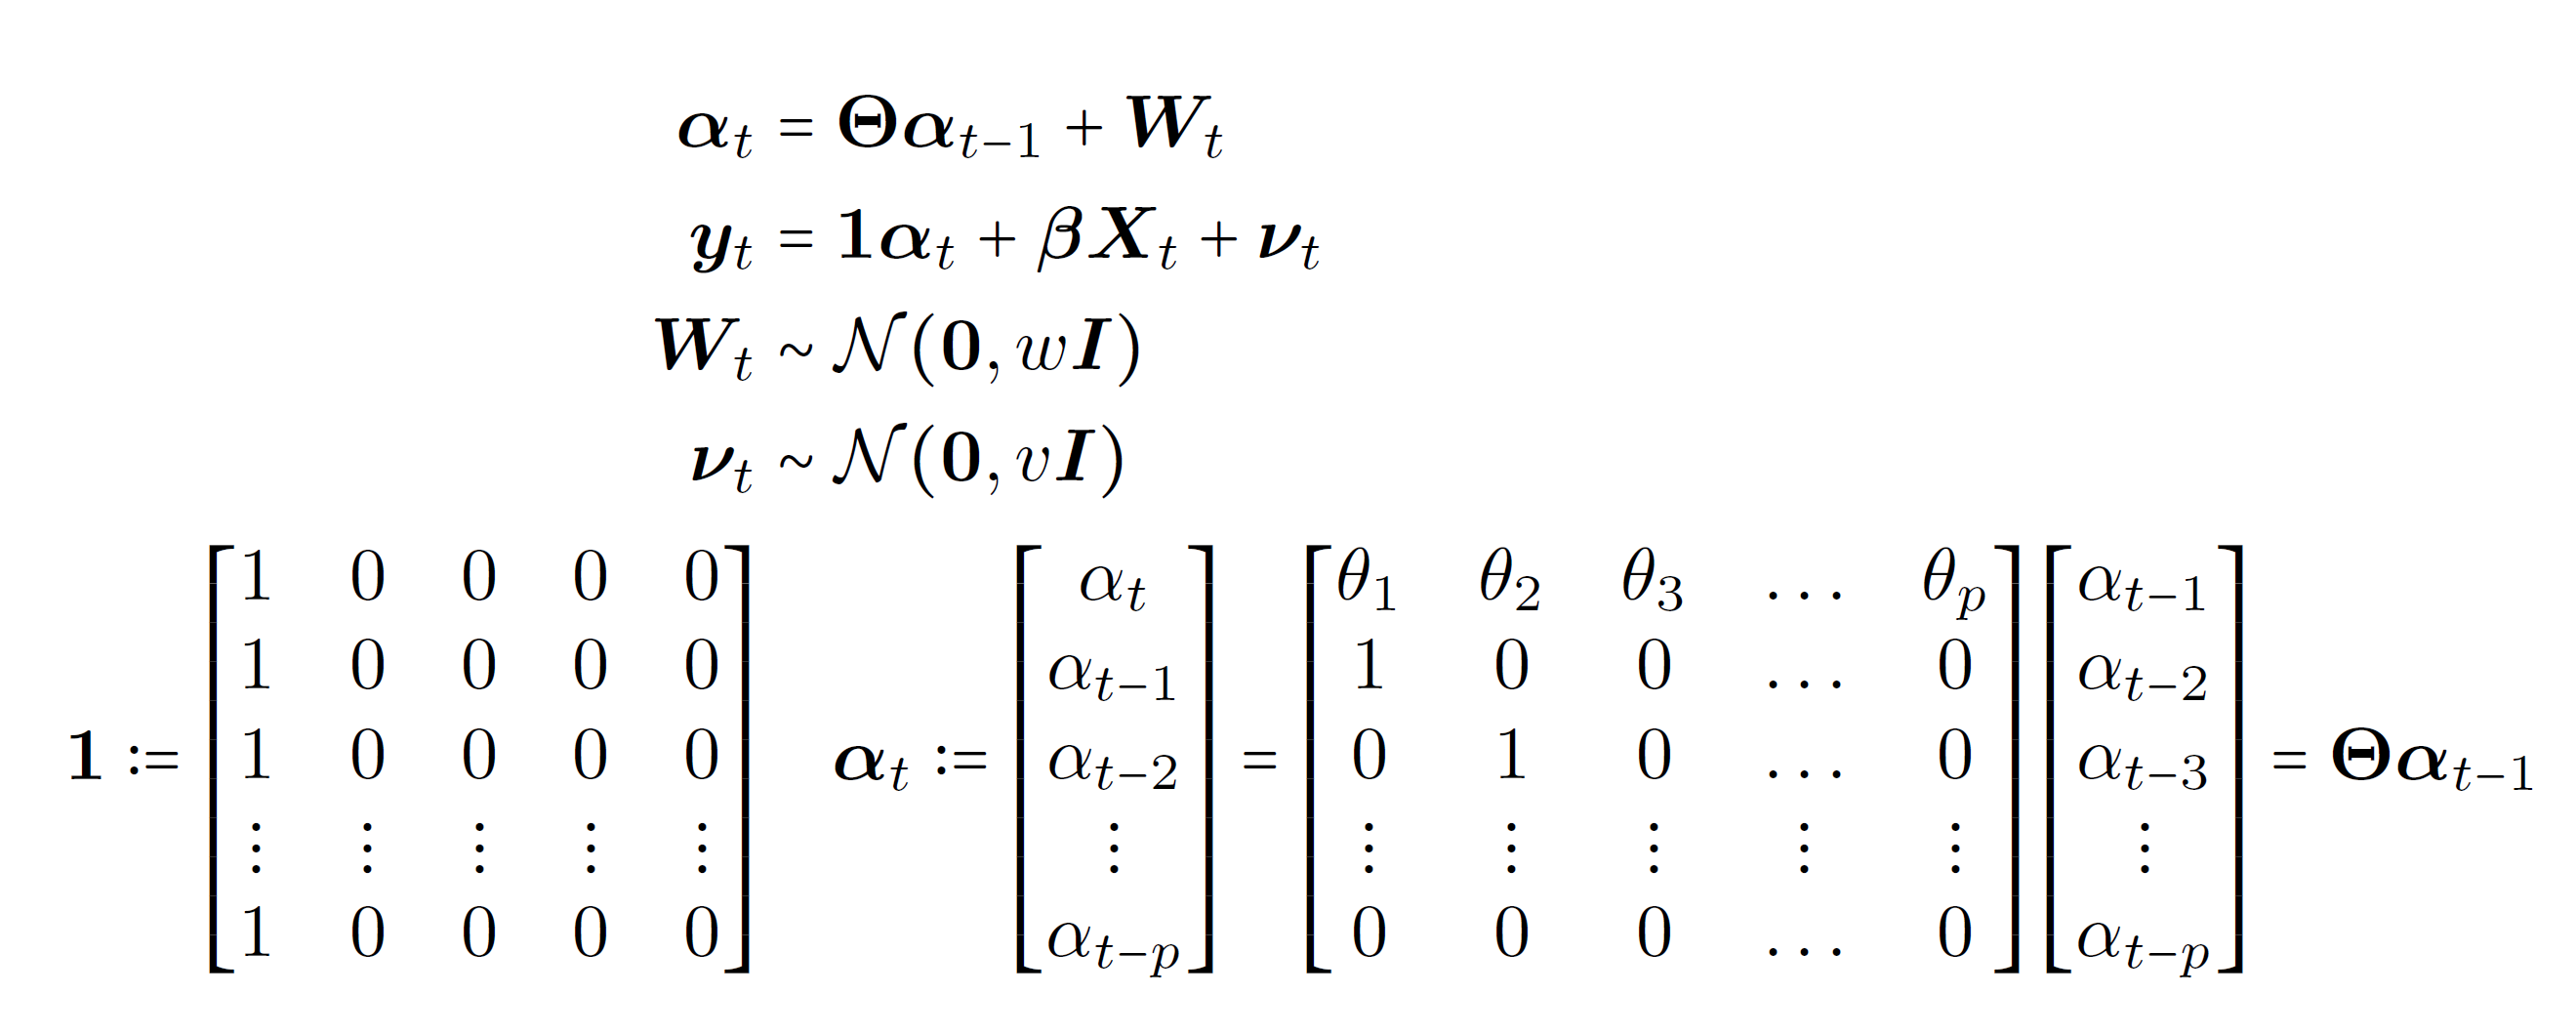 𝜶ₜ = 𝚯𝜶ₜ₋₁ + 𝑾ₜ
𝒚ₜ = 𝟏𝜶ₜ + 𝜷𝑿ₜ + 𝝂ₜ
𝑾ₜ ~ 𝒩(𝟎, w𝑰)
𝝂ₜ ~ 𝒩(𝟎, v𝑰)
𝟏 := [1 0 0 0 0; 1 0 0 0 0; 1 0 0 0 0; ⋮ ⋮ ⋮ ⋮ ⋮; 1 0 0 0 0] 𝜶ₜ := [αₜ; αₜ₋₁; αₜ₋₂; ⋮; αₜ₋ₚ] = [θ₁ θ₂ θ₃ … θₚ; 1 0 0 … 0; 0 1 0 … 0; ⋮ ⋮ ⋮ ⋮ ⋮; 0 0 0 … 0] [αₜ₋₁; αₜ₋₂; αₜ₋₃; ⋮; αₜ₋ₚ] = 𝚯𝜶ₜ₋₁